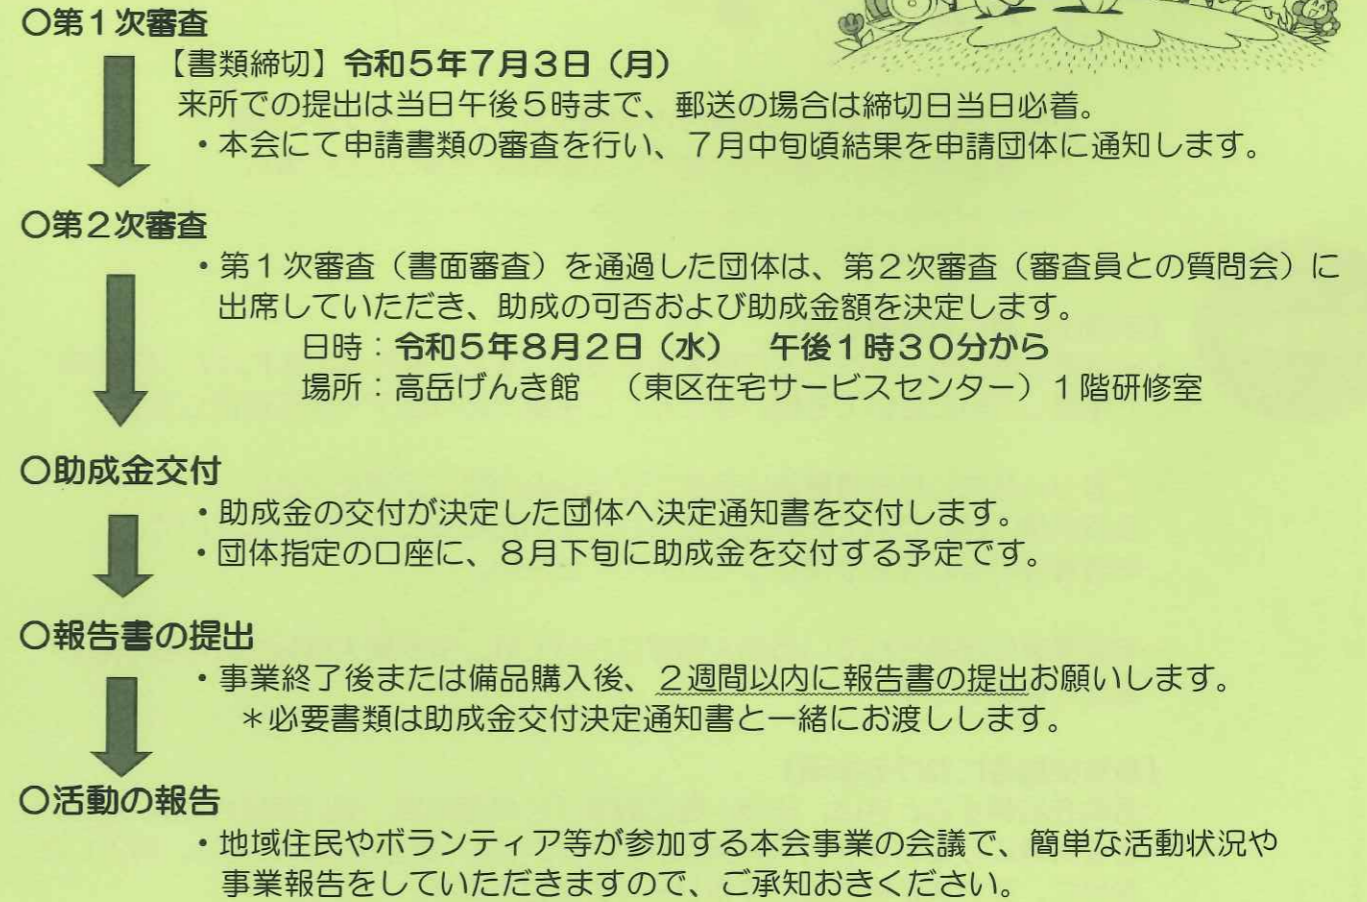 〇第１次審査
【書類締切】令和５年７月３日（月）
来所での提出は当日午後５時まで、郵送の場合は締切日当日必着。
・本会にて申請書類の審査を行い、７月中旬頃結果を申請団体に通知します。
〇第２次審査
・第１次審査（書面審査）を通過した団体は、第２次審査（審査員との質問会）に
出席していただき、助成の可否および助成金額を決定します。
日時：令和５年８月２日（水）　午後１時３０分から
場所：高岳げんき館　（東区在宅サービスセンター）１階研修室
〇助成金交付
・助成金の交付が決定した団体へ決定通知書を交付します。
・団体指定の口座に、８月下旬に助成金を交付する予定です。
〇報告書の提出
・事業終了後または備品購入後、２週間以内に報告書の提出お願いします。
＊必要書類は助成金交付決定通知書と一緒にお渡しします。
〇活動の報告
・地域住民やボランティア等が参加する本会事業の会議で、簡単な活動状況や
事業報告をしていただきますので、ご承知おきください。